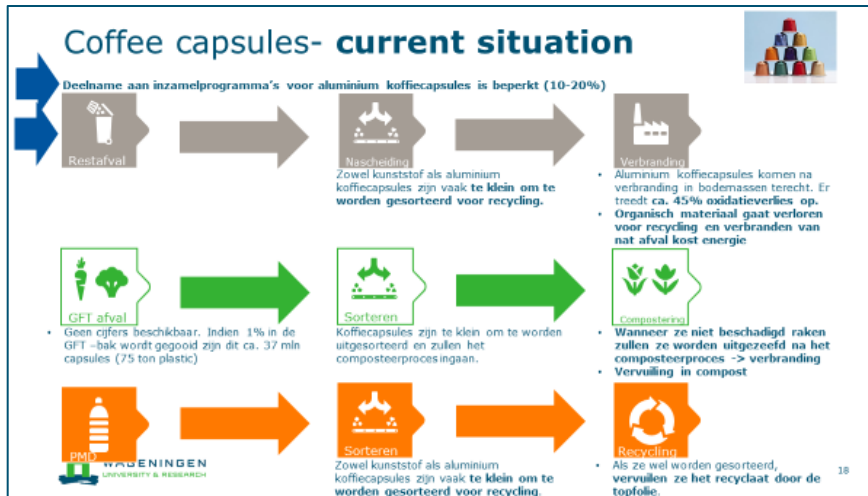 Coffee capsules- current situation
Deelname aan inzamelprogramma's voor aluminium koffiecapsules is beperkt (10-20%)
Restafval
Nascheiding
Verbranding
Zowel kunststof als aluminium
koffiecapsules zijn vaak te klein om te
worden gesorteerd voor recycling.
• Aluminium koffiecapsules komen na
verbranding in bodemassen terecht. Er
treedt ca. 45% oxidatieverlies op.
• Organisch materiaal gaat verloren
voor recycling en verbranden van
nat afval kost energie
GFT afval
Sorteren
Compostering
• Geen cijfers beschikbaar. Indien 1% in de
GFT –bak wordt gegooid zijn dit ca. 37 mln
capsules (75 ton plastic)
Koffiecapsules zijn te klein om te worden
uitgesorteerd en zullen het
composteerproces ingaan.
• Wanneer ze niet beschadigd raken
zullen ze worden uitgezeefd na het
composteerproces -> verbranding
• Vervuiling in compost
PMD
Sorteren
Recycling
WAGENINGEN
UNIVERSITY & RESEARCH
Zowel kunststof als aluminium
koffiecapsules zijn vaak te klein om te
worden gesorteerd voor recycling.
• Als ze wel worden gesorteerd,
vervuilen ze het recyclaat door de
topfolie.
18